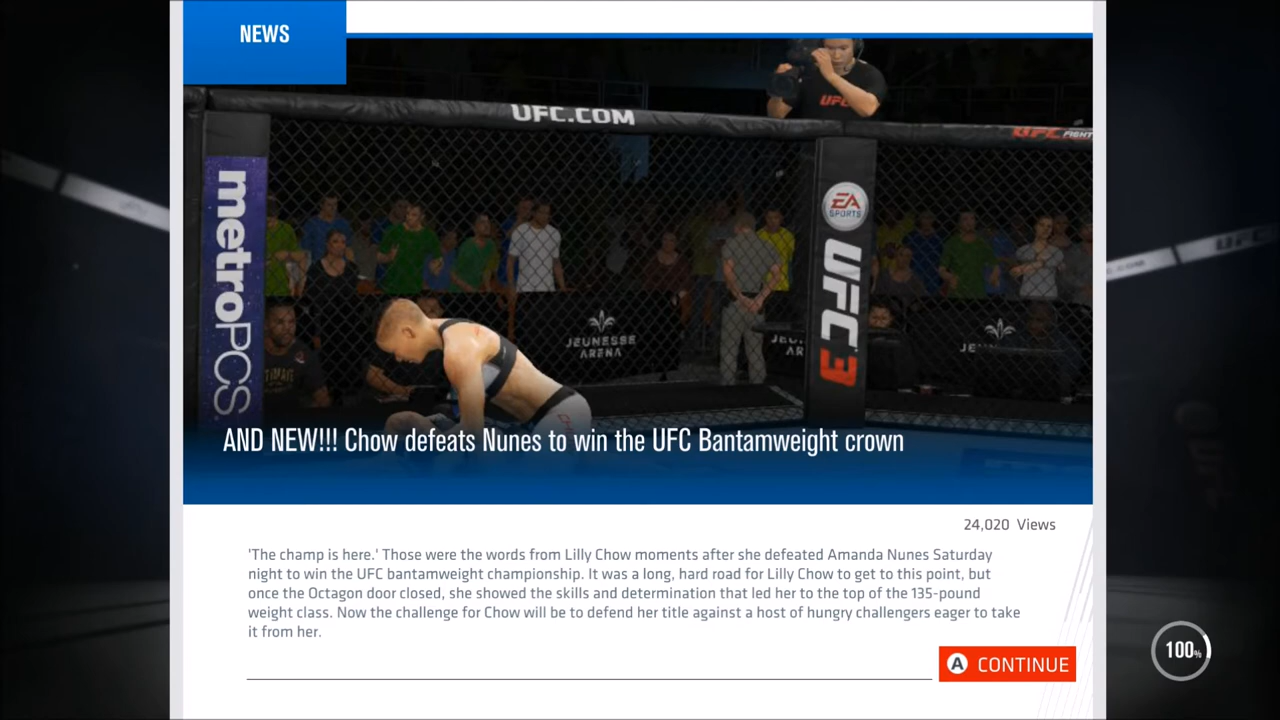 NEWS
UFC.COM
UFC
UFC FIGHT
metroPCS
EA
SPORTS
UFC 3
JEUNESSE
ARENA
AND NEW!!! Chow defeats Nunes to win the UFC Bantamweight crown
24,020 Views
'The champ is here.' Those were the words from Lilly Chow moments after she defeated Amanda Nunes Saturday
night to win the UFC bantamweight championship. It was a long, hard road for Lilly Chow to get to this point, but
once the Octagon door closed, she showed the skills and determination that led her to the top of the 135-pound
weight class. Now the challenge for Chow will be to defend her title against a host of hungry challengers eager to take
it from her.
A CONTINUE
100%